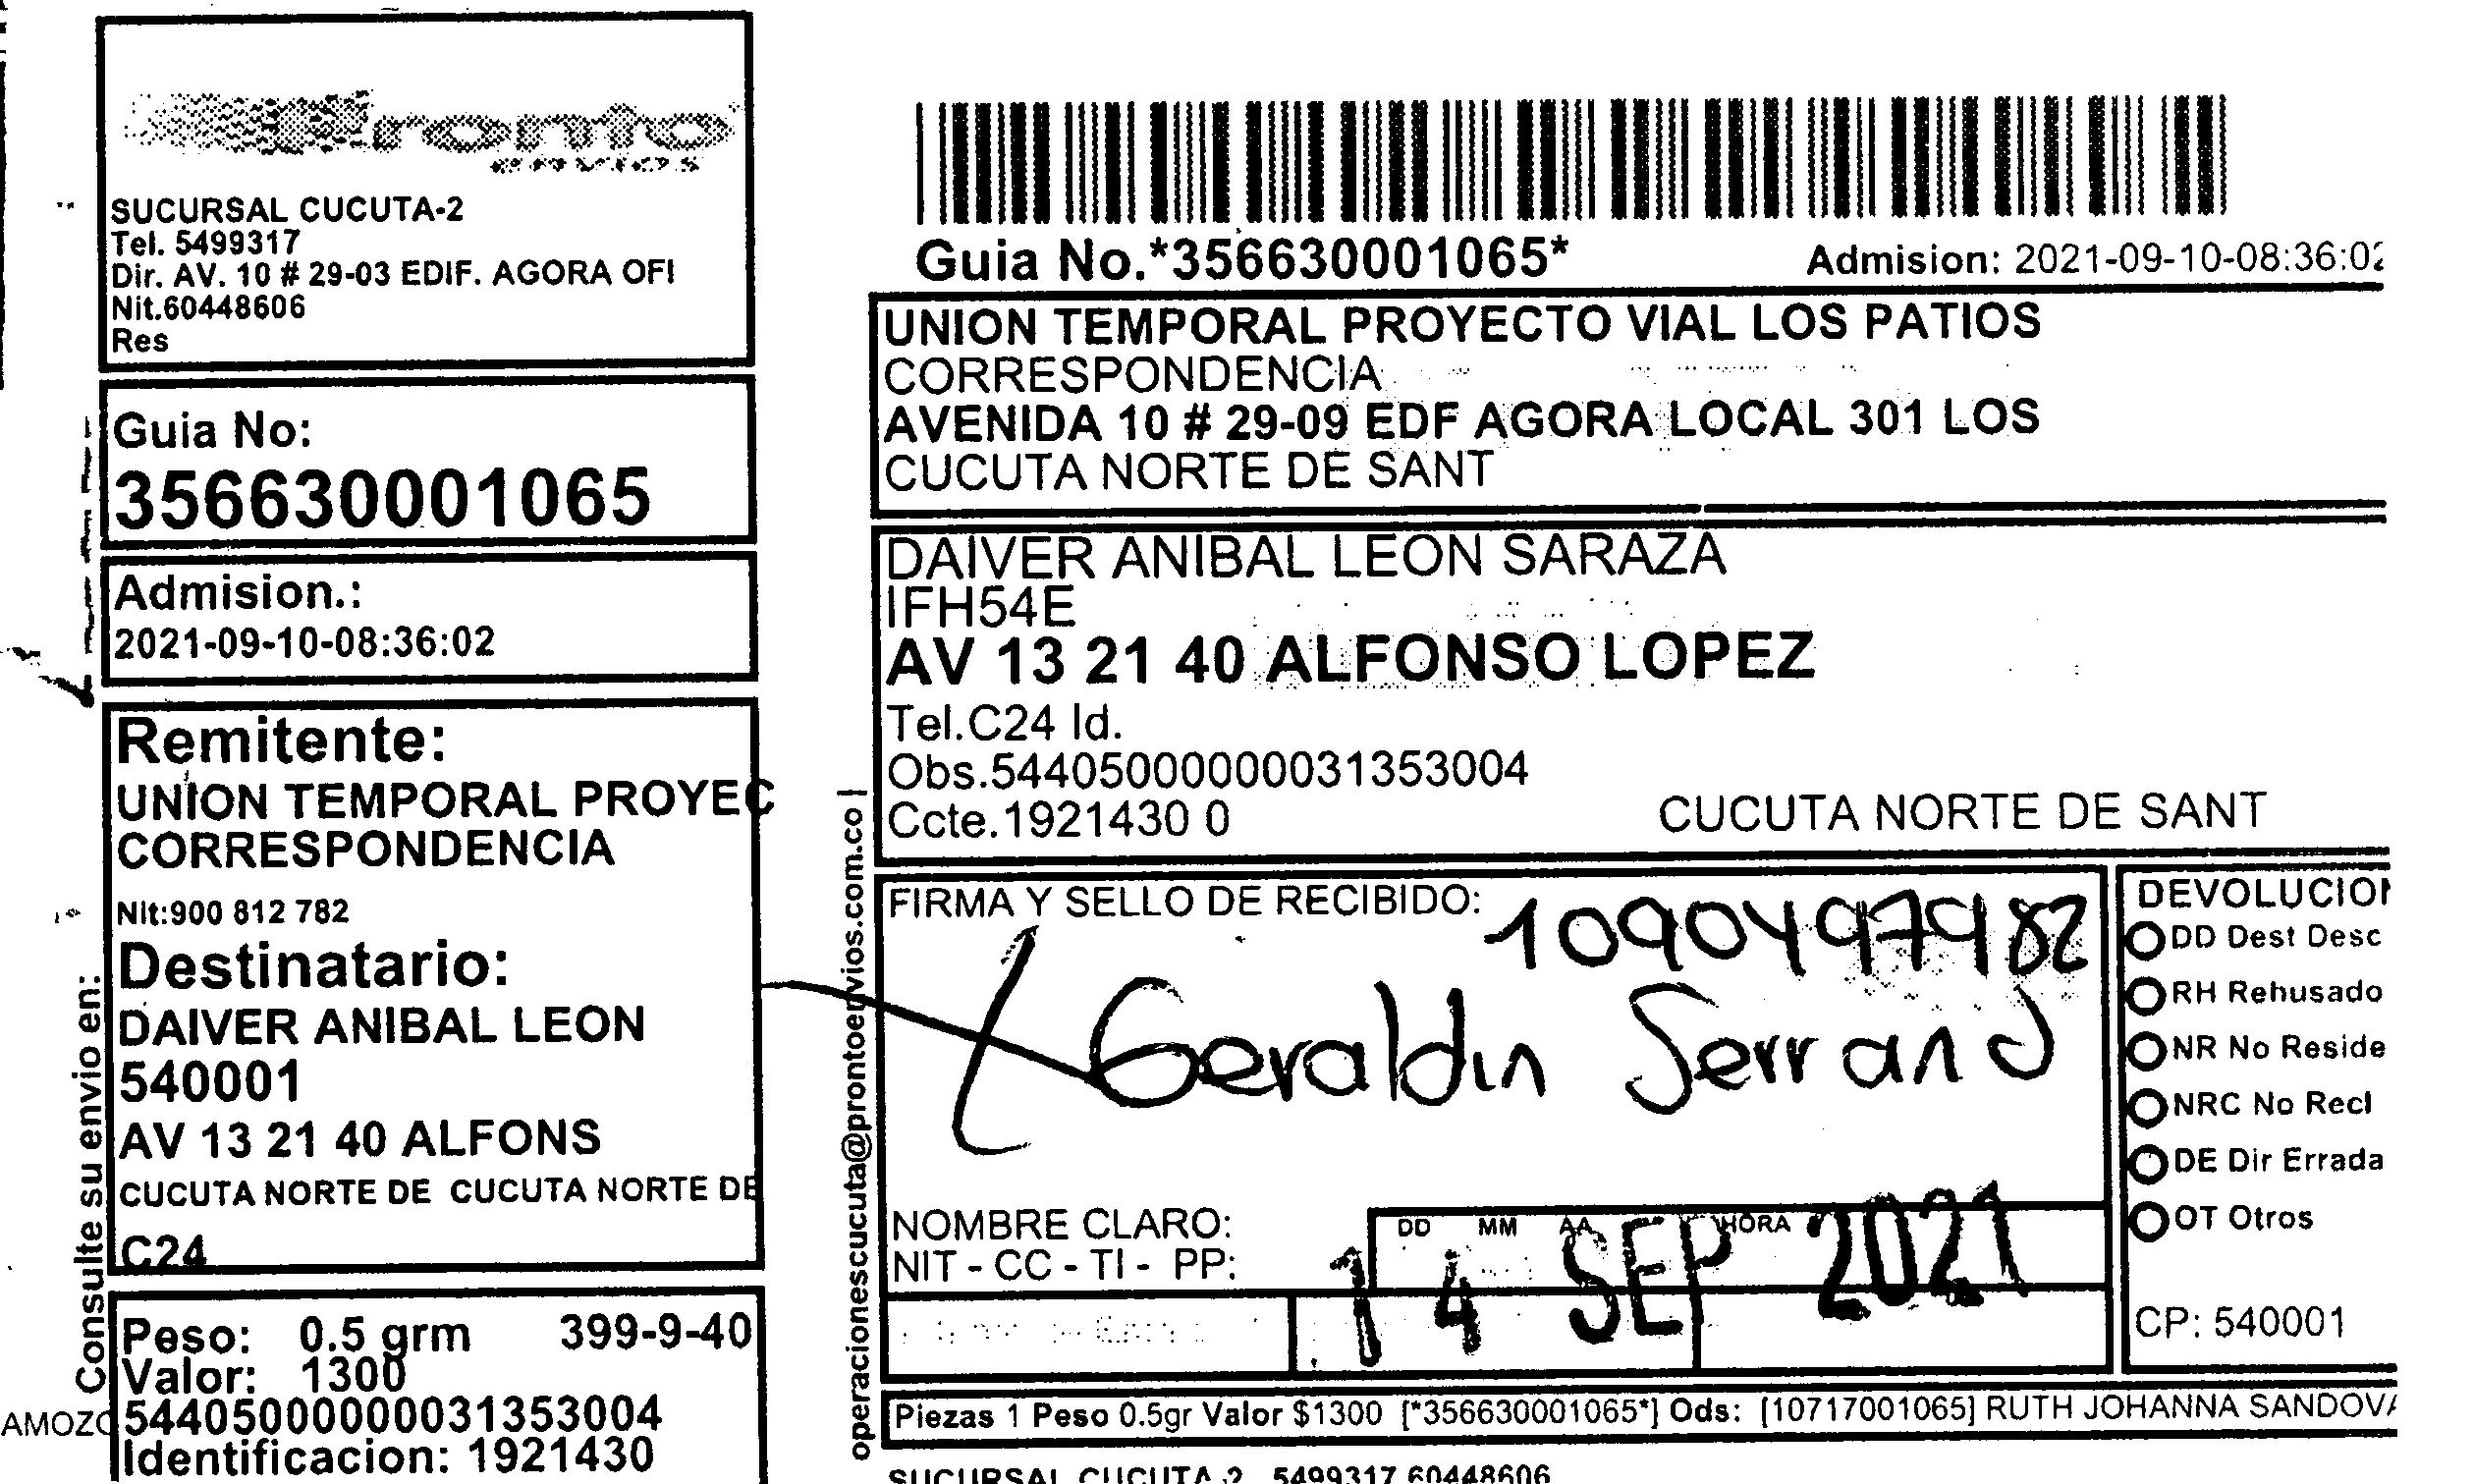 Pronto
SUCURSAL CUCUTA-2
Tel. 5499317
Dir. AV. 10 # 29-03 EDIF. AGORA OFI
Nit.60448606
Res
Guia No:
356630001065
Admision.:
2021-09-10-08:36:02
Remitente:
UNION TEMPORAL PROYEC
CORRESPONDENCIA
Nit:900 812 782
Destinatario:
DAIVER ANIBAL LEON
540001
AV 13 21 40 ALFONS
CUCUTA NORTE DE CUCUTA NORTE DE
C24
Peso: 0.5 grm 399-9-40
Valor: 1300
544050000000031353004
Identificacion: 1921430
Consulte su envio en:
operacionescucuta@prontoenvios.com.co |
Guia No.*356630001065*
Admision: 2021-09-10-08:36:02
UNION TEMPORAL PROYECTO VIAL LOS PATIOS
CORRESPONDENCIA
AVENIDA 10 # 29-09 EDF AGORA LOCAL 301 LOS
CUCUTA NORTE DE SANT
DAIVER ANIBAL LEON SARAZA
IFH54E
AV 13 21 40 ALFONSO LOPEZ
Tel.C24 Id.
Obs.544050000000031353004
Ccte.1921430 0
CUCUTA NORTE DE SANT
FIRMA Y SELLO DE RECIBIDO:
1090497982
Geraldin Serrano
NOMBRE CLARO:
NIT - CC - TI - PP:
DD MM AA HORA
14 SEP 2021
DEVOLUCION
DD Dest Desc
RH Rehusado
NR No Reside
NRC No Recl
DE Dir Errada
OT Otros
CP: 540001
Piezas 1 Peso 0.5gr Valor $1300 [*356630001065*] Ods: [10717001065] RUTH JOHANNA SANDOVA
SUCURSAL CUCUTA-2 5499317 60448606